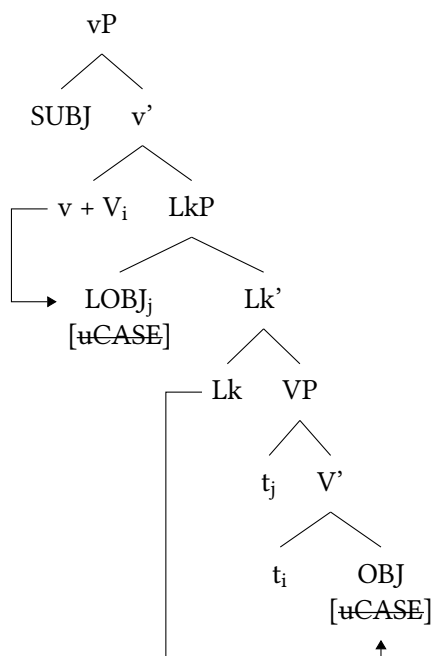 vP
SUBJ v’
v + Vᵢ LkP
LOBJⱼ Lk’
[uCASE]
Lk VP
tⱼ V’
tᵢ OBJ
[uCASE]